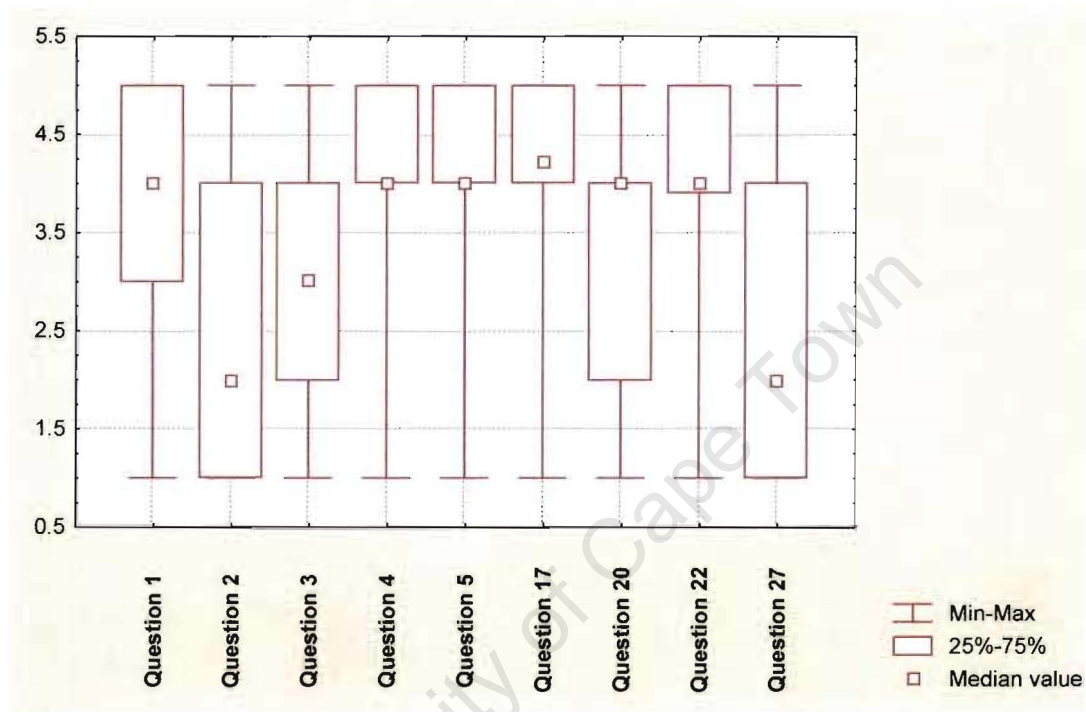 5.5
4.5
3.5
2.5
1.5
0.5
Question 1
Question 2
Question 3
Question 4
Question 5
Question 17
Question 20
Question 22
Question 27
Min-Max
25%-75%
Median value
ity of Cape Town